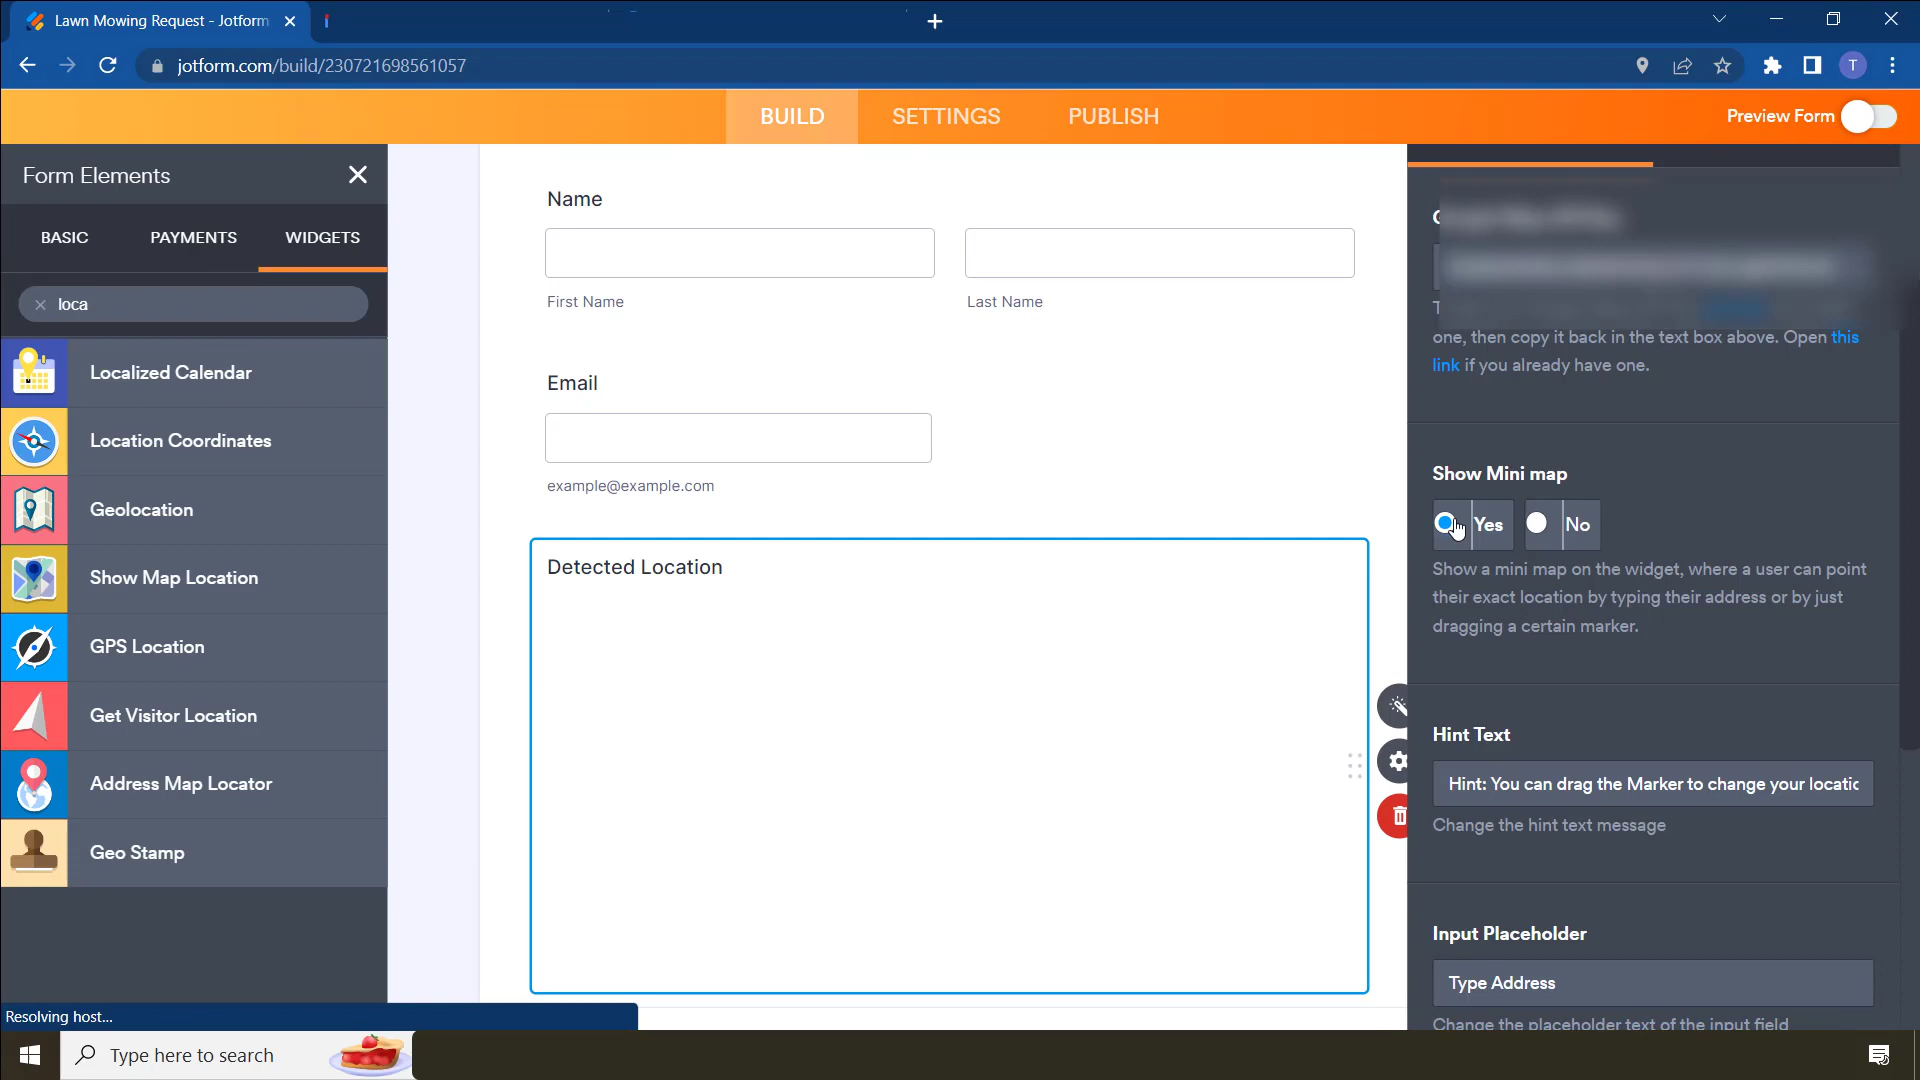 Lawn Mowing Request - Jotform
jotform.com/build/230721698561057
T
BUILD
SETTINGS
PUBLISH
Preview Form
Form Elements
BASIC
PAYMENTS
WIDGETS
loca
Localized Calendar
Location Coordinates
Geolocation
Show Map Location
GPS Location
Get Visitor Location
Address Map Locator
Geo Stamp
Resolving host...
Name
First Name
Last Name
Email
example@example.com
Detected Location
one, then copy it back in the text box above. Open this
link if you already have one.
Show Mini map
Yes
No
Show a mini map on the widget, where a user can point
their exact location by typing their address or by just
dragging a certain marker.
Hint Text
Hint: You can drag the Marker to change your locatic
Change the hint text message
Input Placeholder
Type Address
Change the placeholder text of the input field
Type here to search